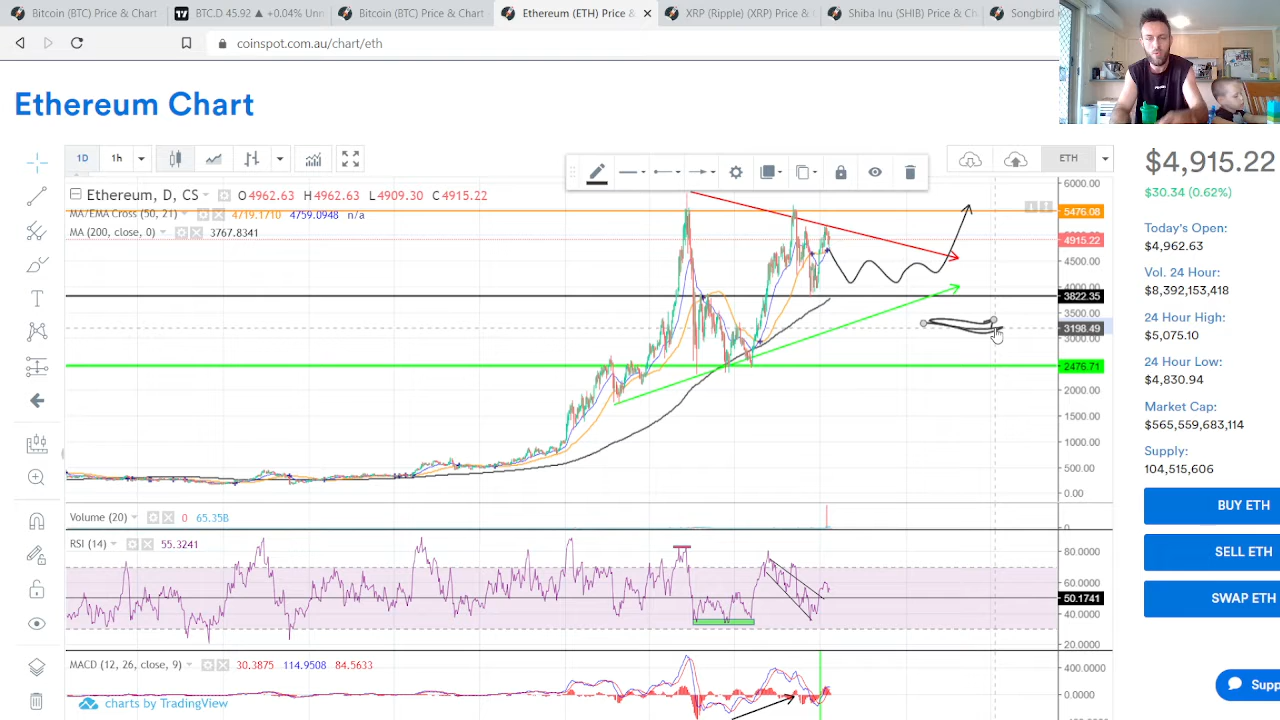 Bitcoin (BTC) Price & Chart
BTC.D 45.92 ▲ +0.04% Unn
Bitcoin (BTC) Price & Chart
Ethereum (ETH) Price &
XRP (Ripple) (XRP) Price &
Shiba Inu (SHIB) Price & Ch
Songbird
coinspot.com.au/chart/eth
Ethereum Chart
1D 1h
ETH
Ethereum, D, CS O4962.63 H4962.63 L4909.30 C4915.22
MA/EMA Cross (50, 21) 4719.1710 4759.0948 n/a
MA (200, close, 0) 3767.8341
6000.00
5476.08
4915.22
4500.00
4000.00
3822.35
3500.00
3198.49
3000.00
2476.71
2000.00
1500.00
1000.00
500.00
0.00
Volume (20) 0 65.35B
0
RSI (14) 55.3241
80.0000
60.0000
50.1741
40.0000
20.0000
MACD (12, 26, close, 9) 30.3875 114.9508 84.5633
400.0000
0.0000
charts by TradingView
$4,915.22
$30.34 (0.62%)
Today's Open:
$4,962.63
Vol. 24 Hour:
$8,392,153,418
24 Hour High:
$5,075.10
24 Hour Low:
$4,830.94
Market Cap:
$565,559,683,114
Supply:
104,515,606
BUY ETH
SELL ETH
SWAP ETH
Supp